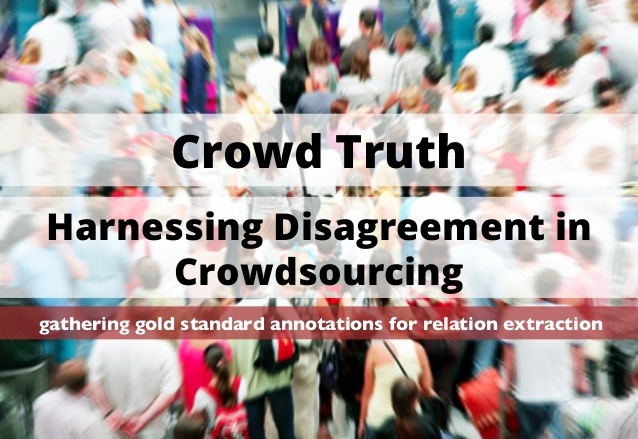 Crowd Truth
Harnessing Disagreement in
Crowdsourcing
gathering gold standard annotations for relation extraction